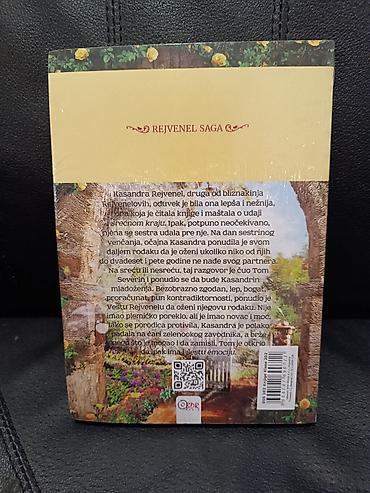 REJVENEL SAGA
Kasandra Rejvenel, druga od bliznakinja
Rejvenelovih, oduvek je bila ona lepša i nežnija,
ona koja je čitala knjige i maštala o udaji
srećnom kraju. Ipak, potpuno neočekivano,
njena se sestra udala pre nje. Na dan sestrinog
venčanja, očajna Kasandra ponudila je svom
daljem rođaku da je oženi ukoliko niko od njih
do dvadeset i pete godine ne nađe svog partnera.
Na sreću ili nesreću, taj razgovor je čuo Tom
Severin i ponudio se da bude Kasandrin
mladoženja. Bezobrazno zgodan, lep, bogat,
proračunat, pun kontradiktornosti, ponudio je
Vestu Rejvenelu da oženi njegovu rođaku. Nije
imao plemićko poreklo, ali je imao novac i moć.
Iako se porodica protivila, Kasandra je polako
padala na čari zelenookog zavodnika, a brže
nego što je mogao i da zamisli, Tom je otkrio
da ipak ima i šestu emociju.